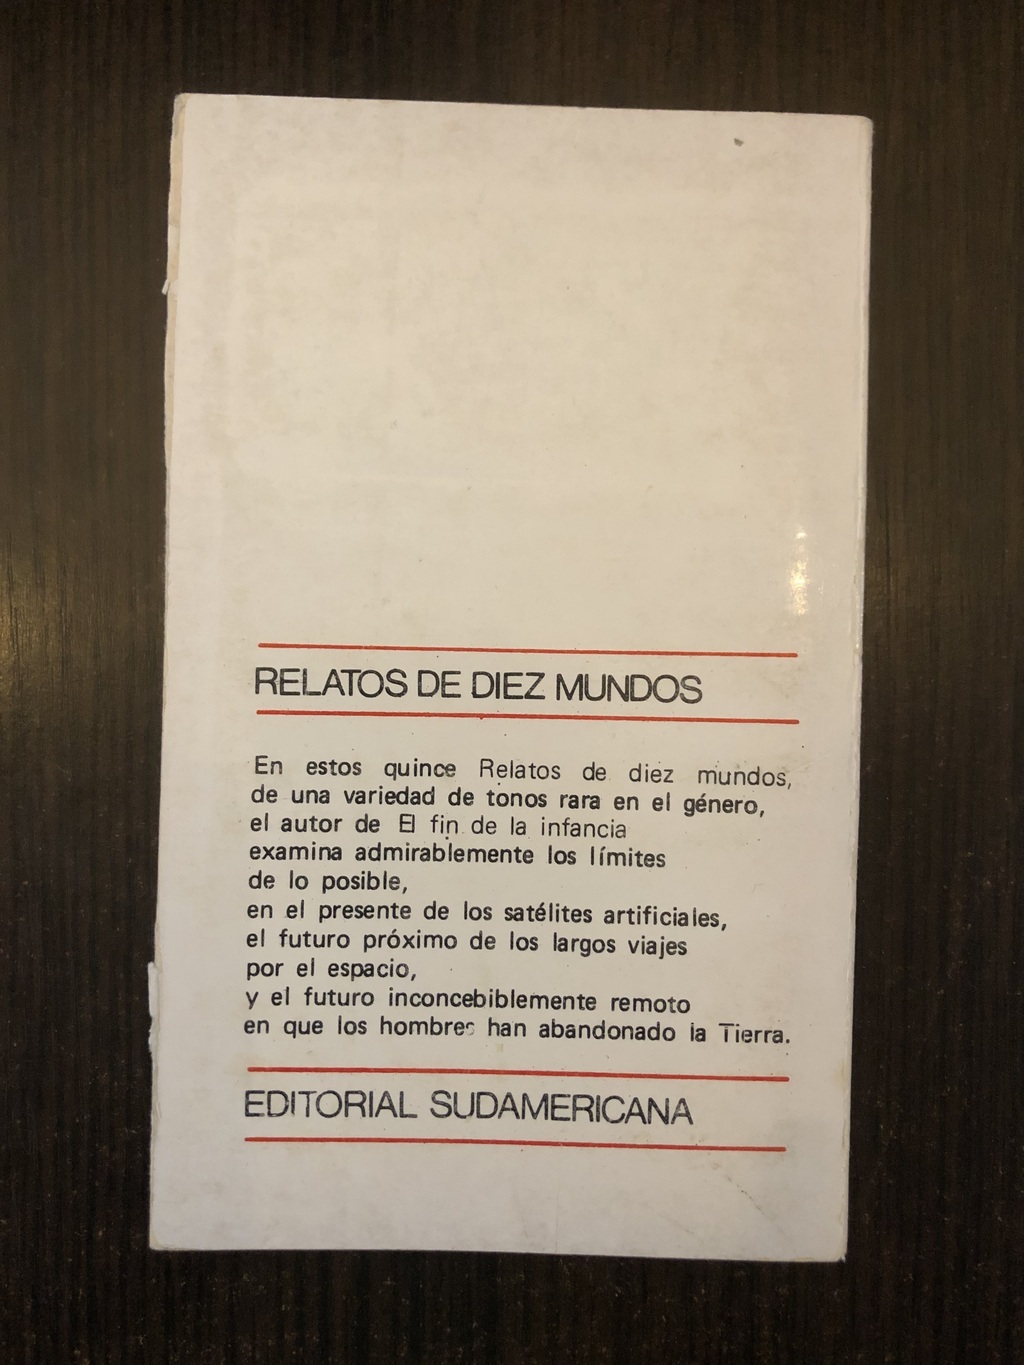 RELATOS DE DIEZ MUNDOS
En estos quince Relatos de diez mundos,
de una variedad de tonos rara en el género,
el autor de El fin de la infancia
examina admirablemente los límites
de lo posible,
en el presente de los satélites artificiales,
el futuro próximo de los largos viajes
por el espacio,
y el futuro inconcebiblemente remoto
en que los hombres han abandonado la Tierra.
EDITORIAL SUDAMERICANA